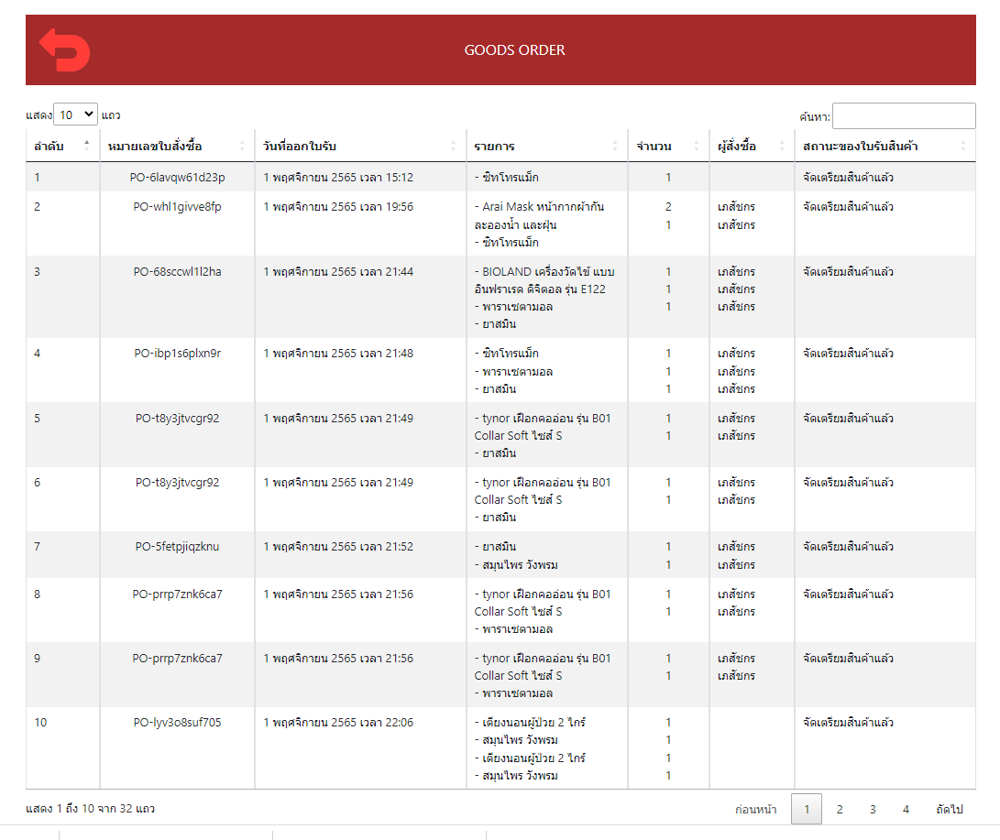 GOODS ORDER
แสดง 10 แถว
ค้นหา:
ลำดับ หมายเลขใบสั่งซื้อ วันที่ออกใบรับ รายการ จำนวน ผู้สั่งซื้อ สถานะของใบรับสินค้า
1 PO-6lavqw61d23p 1 พฤศจิกายน 2565 เวลา 15:12 - ซิทโทรแม็ก 1 จัดเตรียมสินค้าแล้ว
2 PO-whl1givve8fp 1 พฤศจิกายน 2565 เวลา 19:56 - Arai Mask หน้ากากผ้ากัน 2 เภสัชกร จัดเตรียมสินค้าแล้ว
ละอองน้ำ และฝุ่น 1 เภสัชกร
- ซิทโทรแม็ก
3 PO-68sccwl1l2ha 1 พฤศจิกายน 2565 เวลา 21:44 - BIOLAND เครื่องวัดไข้ แบบ 1 เภสัชกร จัดเตรียมสินค้าแล้ว
อินฟราเรด ดิจิตอล รุ่น E122 1 เภสัชกร
- พาราเซตามอล 1 เภสัชกร
- ยาสมิน
4 PO-ibp1s6plxn9r 1 พฤศจิกายน 2565 เวลา 21:48 - ซิทโทรแม็ก 1 เภสัชกร จัดเตรียมสินค้าแล้ว
- พาราเซตามอล 1 เภสัชกร
- ยาสมิน 1 เภสัชกร
5 PO-t8y3jtvcgr92 1 พฤศจิกายน 2565 เวลา 21:49 - tynor เฝือกคออ่อน รุ่น B01 1 เภสัชกร จัดเตรียมสินค้าแล้ว
Collar Soft ไซส์ S 1 เภสัชกร
- ยาสมิน
6 PO-t8y3jtvcgr92 1 พฤศจิกายน 2565 เวลา 21:49 - tynor เฝือกคออ่อน รุ่น B01 1 เภสัชกร จัดเตรียมสินค้าแล้ว
Collar Soft ไซส์ S 1 เภสัชกร
- ยาสมิน
7 PO-5fetpjiqzknu 1 พฤศจิกายน 2565 เวลา 21:52 - ยาสมิน 1 เภสัชกร จัดเตรียมสินค้าแล้ว
- สมุนไพร วังพรม 1 เภสัชกร
8 PO-prrp7znk6ca7 1 พฤศจิกายน 2565 เวลา 21:56 - tynor เฝือกคออ่อน รุ่น B01 1 เภสัชกร จัดเตรียมสินค้าแล้ว
Collar Soft ไซส์ S 1 เภสัชกร
- พาราเซตามอล
9 PO-prrp7znk6ca7 1 พฤศจิกายน 2565 เวลา 21:56 - tynor เฝือกคออ่อน รุ่น B01 1 เภสัชกร จัดเตรียมสินค้าแล้ว
Collar Soft ไซส์ S 1 เภสัชกร
- พาราเซตามอล
10 PO-lyv3o8suf705 1 พฤศจิกายน 2565 เวลา 22:06 - เตียงนอนผู้ป่วย 2 ไกร์ 1 จัดเตรียมสินค้าแล้ว
- สมุนไพร วังพรม 1
- เตียงนอนผู้ป่วย 2 ไกร์ 1
- สมุนไพร วังพรม 1
แสดง 1 ถึง 10 จาก 32 แถว
ก่อนหน้า 1 2 3 4 ถัดไป